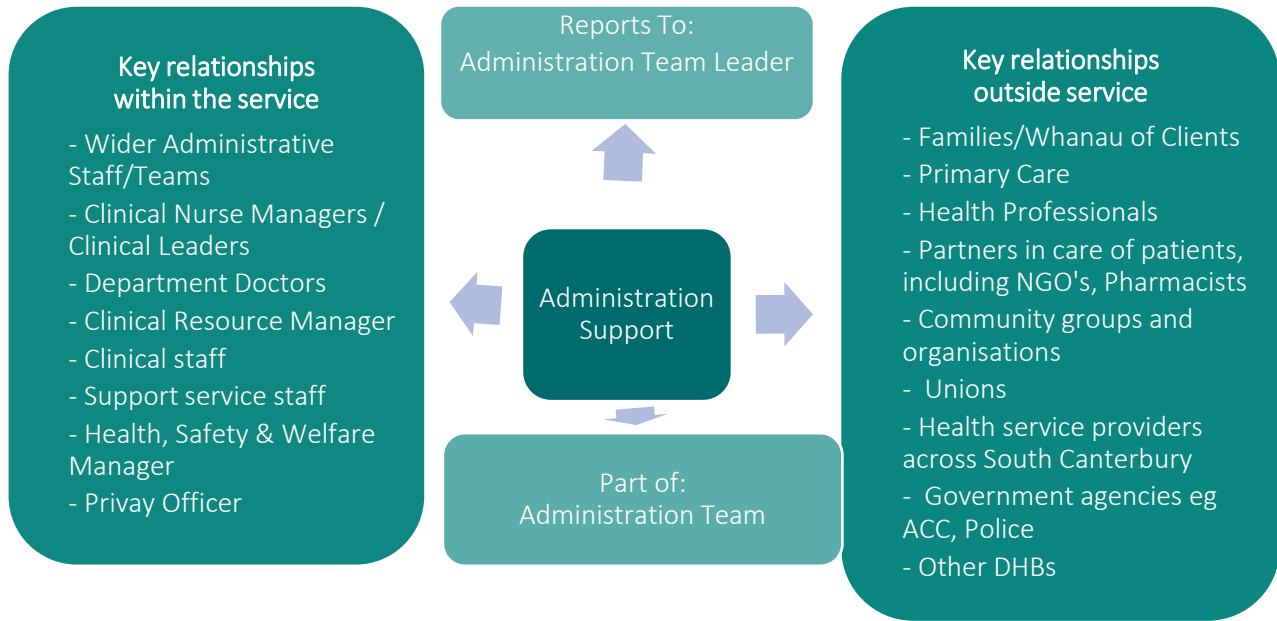 Key relationships
within the service
- Wider Administrative
Staff/Teams
- Clinical Nurse Managers /
Clinical Leaders
- Department Doctors
- Clinical Resource Manager
- Clinical staff
- Support service staff
- Health, Safety & Welfare
Manager
- Privay Officer
Reports To:
Administration Team Leader
Administration
Support
Part of:
Administration Team
Key relationships
outside service
- Families/Whanau of Clients
- Primary Care
- Health Professionals
- Partners in care of patients,
including NGO's, Pharmacists
- Community groups and
organisations
-  Unions
- Health service providers
across South Canterbury
-  Government agencies eg
ACC, Police
- Other DHBs